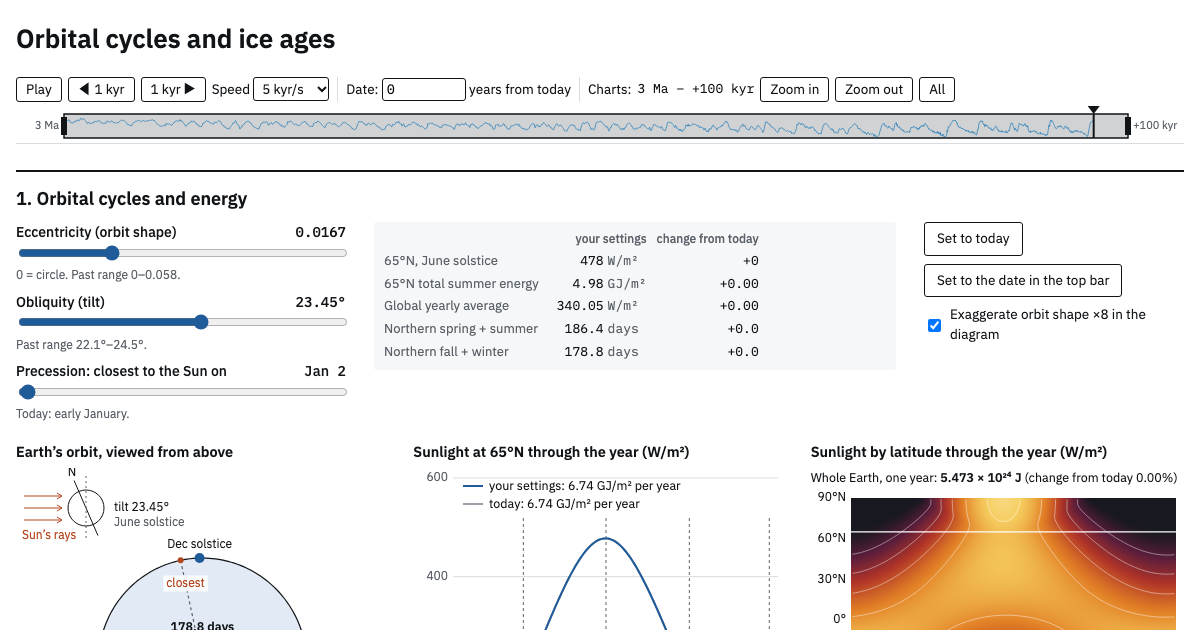 Orbital cycles and ice ages
Play ◀ 1 kyr 1 kyr ▶ Speed 5 kyr/s Date: 0 years from today Charts: 3 Ma – +100 kyr Zoom in Zoom out All
3 Ma +100 kyr
1. Orbital cycles and energy
Eccentricity (orbit shape) 0.0167
0 = circle. Past range 0–0.058.
Obliquity (tilt) 23.45°
Past range 22.1°–24.5°.
Precession: closest to the Sun on Jan 2
Today: early January.
your settings change from today
65°N, June solstice 478 W/m² +0
65°N total summer energy 4.98 GJ/m² +0.00
Global yearly average 340.05 W/m² +0.00
Northern spring + summer 186.4 days +0.0
Northern fall + winter 178.8 days +0.0
Set to today
Set to the date in the top bar
Exaggerate orbit shape ×8 in the
diagram
Earth’s orbit, viewed from above
N
tilt 23.45°
June solstice
Sun’s rays
Dec solstice
closest
178.8 days
Sunlight at 65°N through the year (W/m²)
600
your settings: 6.74 GJ/m² per year
today: 6.74 GJ/m² per year
400
Sunlight by latitude through the year (W/m²)
Whole Earth, one year: 5.473 × 10²⁴ J (change from today 0.00%)
90°N
60°N
30°N
0°